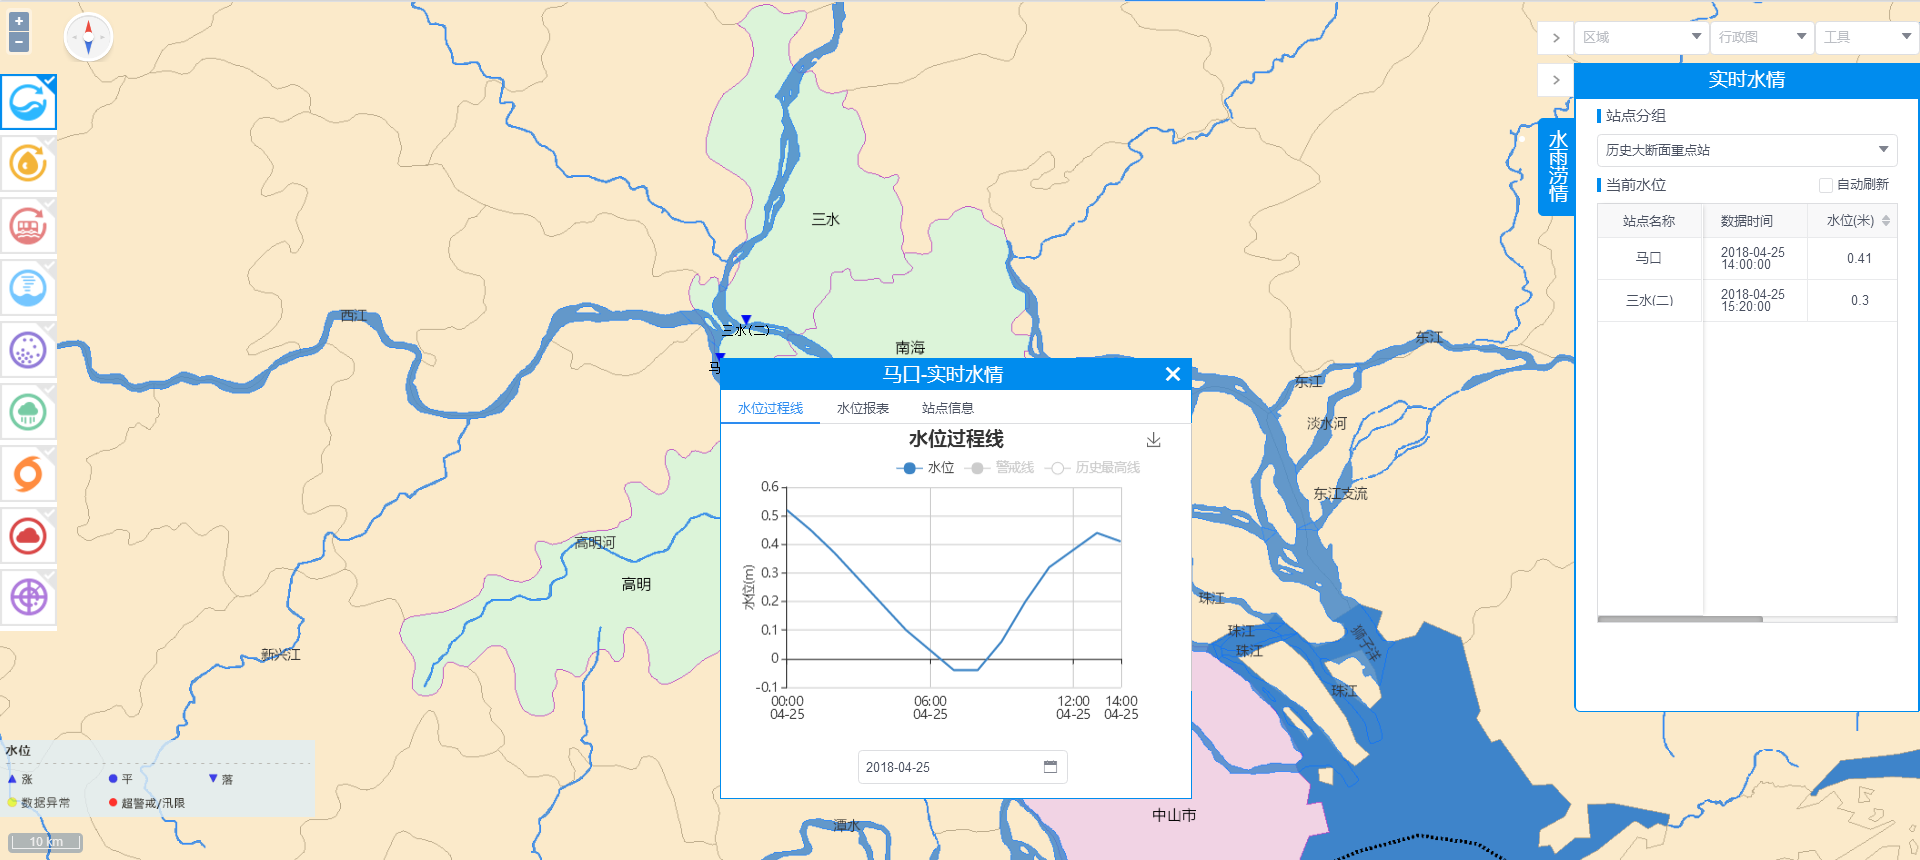 +
−
区域
行政图
工具
实时水情
水雨涝情
站点分组
历史大断面重点站
当前水位
自动刷新
站点名称
数据时间
水位(米)
马口
2018-04-25
14:00:00
0.41
三水(二)
2018-04-25
15:20:00
0.3
三水
西江
三水(二)
南海
马
东江
东江
淡水河
东江支流
高明河
高明
新兴江
珠江
珠江
珠江
狮子洋
珠江
中山市
潭水
马口-实时水情
水位过程线
水位报表
站点信息
水位过程线
水位
警戒线
历史最高线
水位(m)
0.6
0.5
0.4
0.3
0.2
0.1
0
-0.1
00:00
04-25
06:00
04-25
12:00
04-25
14:00
04-25
2018-04-25
水位
涨
平
落
数据异常
超警戒/汛限
10 km